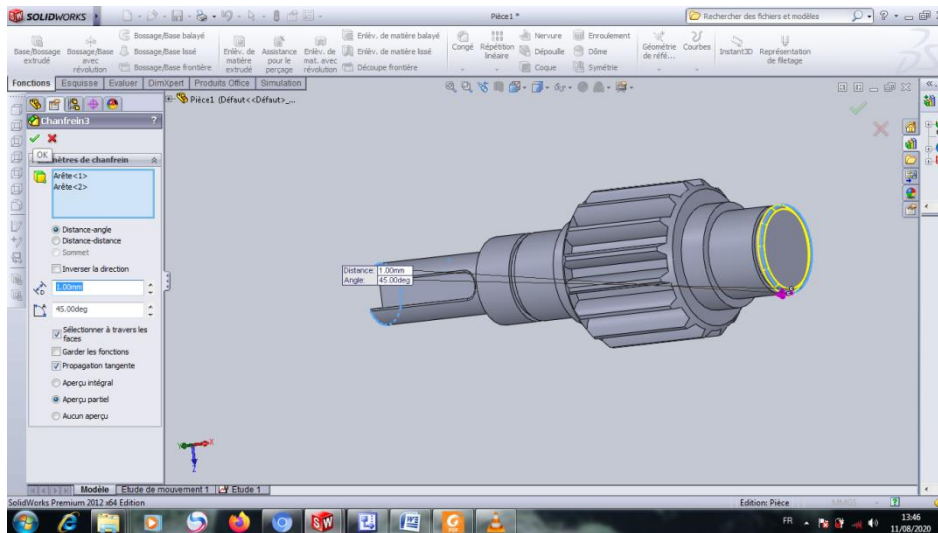 SOLIDWORKS
Pièce1 *
Rechercher des fichiers et modèles
Base/Bossage extrudé
Bossage/Base avec révolution
Bossage/Base balayé
Bossage/Base lissé
Bossage/Base frontière
Enlèv. de matière extrudé
Assistance pour le perçage
Enlèv. de mat. avec révolution
Enlèv. de matière balayé
Enlèv. de matière lissé
Découpe frontière
Congé
Répétition linéaire
Nervure
Dépouille
Coque
Enroulement
Dôme
Symétrie
Géométrie de réfé...
Courbes
Instant3D
Représentation de filetage
Fonctions
Esquisse
Evaluer
DimXpert
Produits Office
Simulation
Pièce1 (Défaut<<Défaut>_...
Chanfrein3
?
OK
mètres de chanfrein
Arête<1>
Arête<2>
Distance-angle
Distance-distance
Sommet
Inverser la direction
1.00mm
45.00deg
Sélectionner à travers les faces
Garder les fonctions
Propagation tangente
Aperçu intégral
Aperçu partiel
Aucun aperçu
Distance: 1.00mm
Angle: 45.00deg
Y
X
Z
Modèle
Etude de mouvement 1
Etude 1
SolidWorks Premium 2012 x64 Edition
Edition: Pièce
MMGS
FR
13:46
11/08/2020